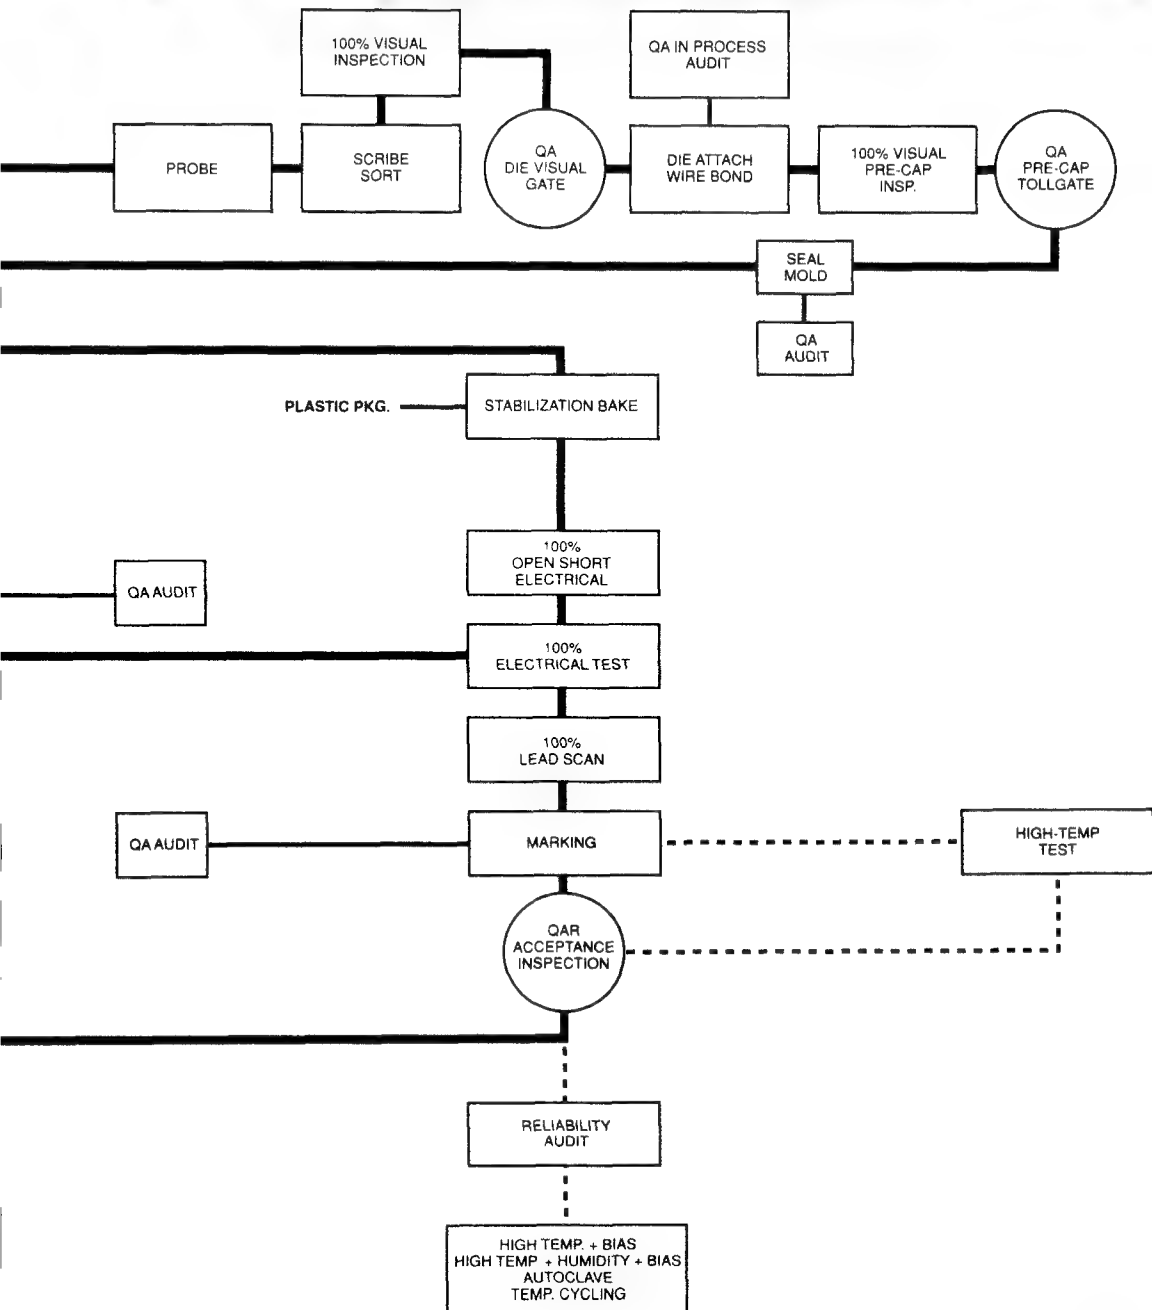 100% VISUAL
INSPECTION
QA IN PROCESS
AUDIT
PROBE
SCRIBE
SORT
QA
DIE VISUAL
GATE
DIE ATTACH
WIRE BOND
100% VISUAL
PRE-CAP
INSP.
QA
PRE-CAP
TOLLGATE
SEAL
MOLD
QA
AUDIT
PLASTIC PKG.
STABILIZATION BAKE
100%
OPEN SHORT
ELECTRICAL
QA AUDIT
100%
ELECTRICAL TEST
100%
LEAD SCAN
QA AUDIT
MARKING
HIGH-TEMP
TEST
QAR
ACCEPTANCE
INSPECTION
RELIABILITY
AUDIT
HIGH TEMP. + BIAS
HIGH TEMP + HUMIDITY + BIAS
AUTOCLAVE
TEMP. CYCLING